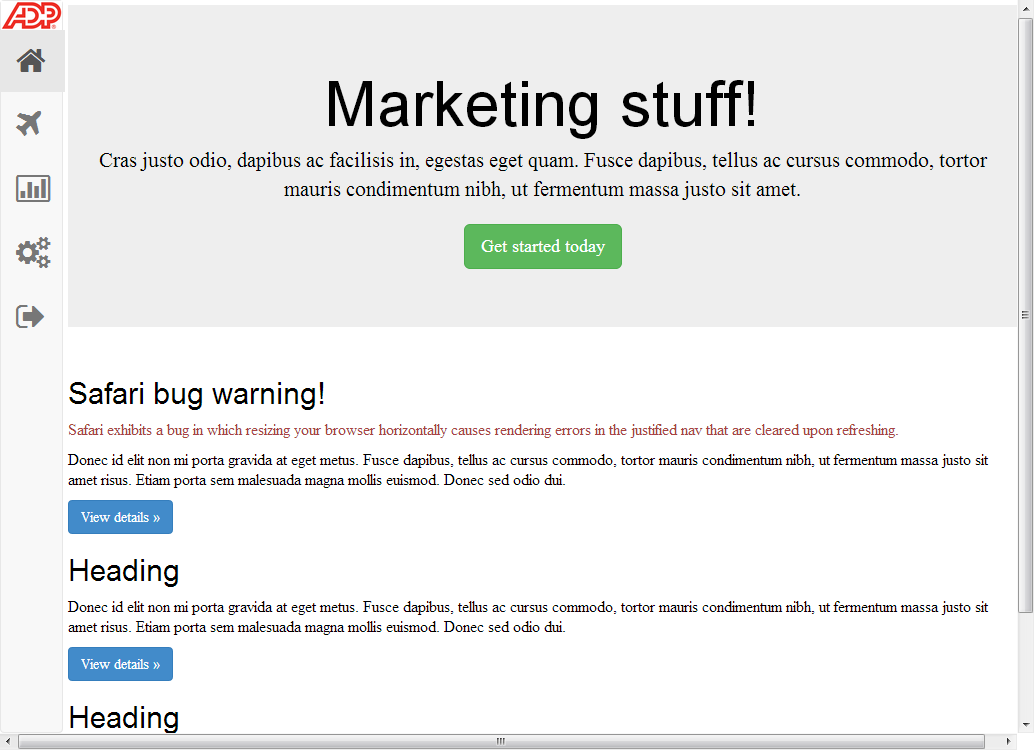 ADP
Marketing stuff!
Cras justo odio, dapibus ac facilisis in, egestas eget quam. Fusce dapibus, tellus ac cursus commodo, tortor
mauris condimentum nibh, ut fermentum massa justo sit amet.
Get started today
Safari bug warning!
Safari exhibits a bug in which resizing your browser horizontally causes rendering errors in the justified nav that are cleared upon refreshing.
Donec id elit non mi porta gravida at eget metus. Fusce dapibus, tellus ac cursus commodo, tortor mauris condimentum nibh, ut fermentum massa justo sit
amet risus. Etiam porta sem malesuada magna mollis euismod. Donec sed odio dui.
View details »
Heading
Donec id elit non mi porta gravida at eget metus. Fusce dapibus, tellus ac cursus commodo, tortor mauris condimentum nibh, ut fermentum massa justo sit
amet risus. Etiam porta sem malesuada magna mollis euismod. Donec sed odio dui.
View details »
Heading